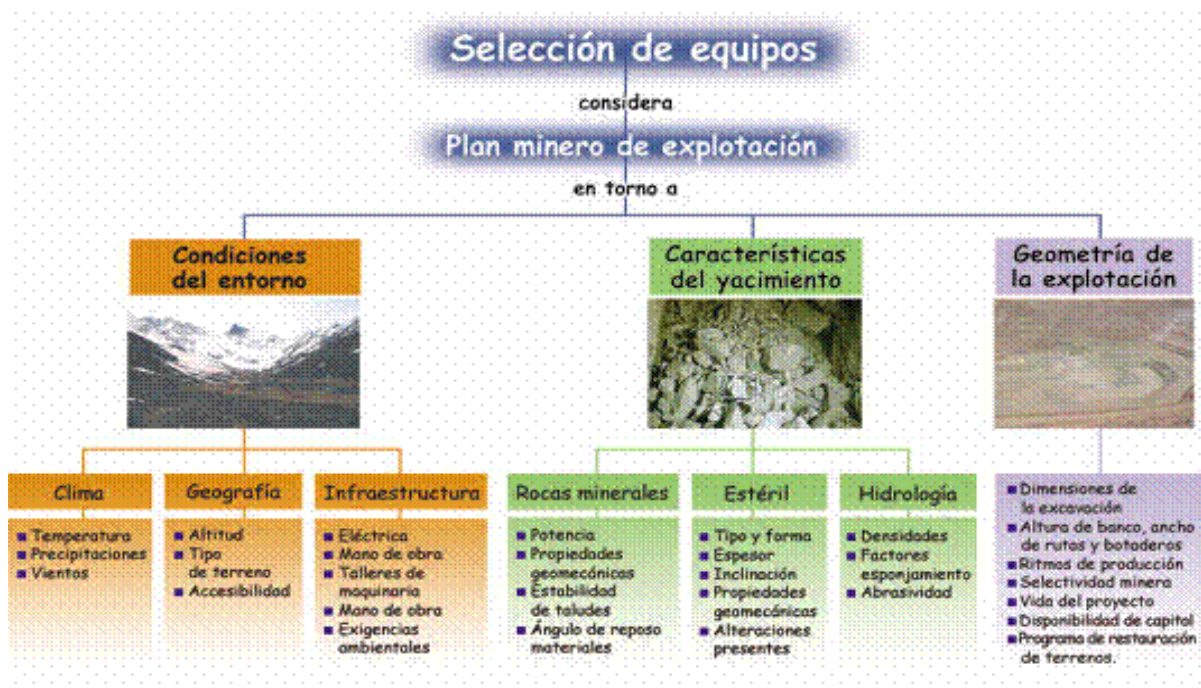 Selección de equipos
considera
Plan minero de explotación
en torno a
Condiciones
del entorno
Clima
Temperatura
Precipitaciones
Vientos
Geografía
Altitud
Tipo
de terreno
Accesibilidad
Infraestructura
Eléctrica
Mano de obra
Talleres de
maquinaria
Mano de obra
Exigencias
ambientales
Características
del yacimiento
Rocas minerales
Potencia
Propiedades
geomecánicas
Estabilidad
de taludes
Ángulo de reposo
materiales
Estéril
Tipo y forma
Espesor
Inclinación
Propiedades
geomecánicas
Alteraciones
presentes
Hidrología
Densidades
Factores
esponjamiento
Abrasividad
Geometría de
la explotación
Dimensiones de
la excavación
Altura de banco, ancho
de rutas y botaderos
Ritmos de producción
Selectividad minera
Vida del proyecto
Disponibilidad de capitol
Programa de restauración
de terrenos.